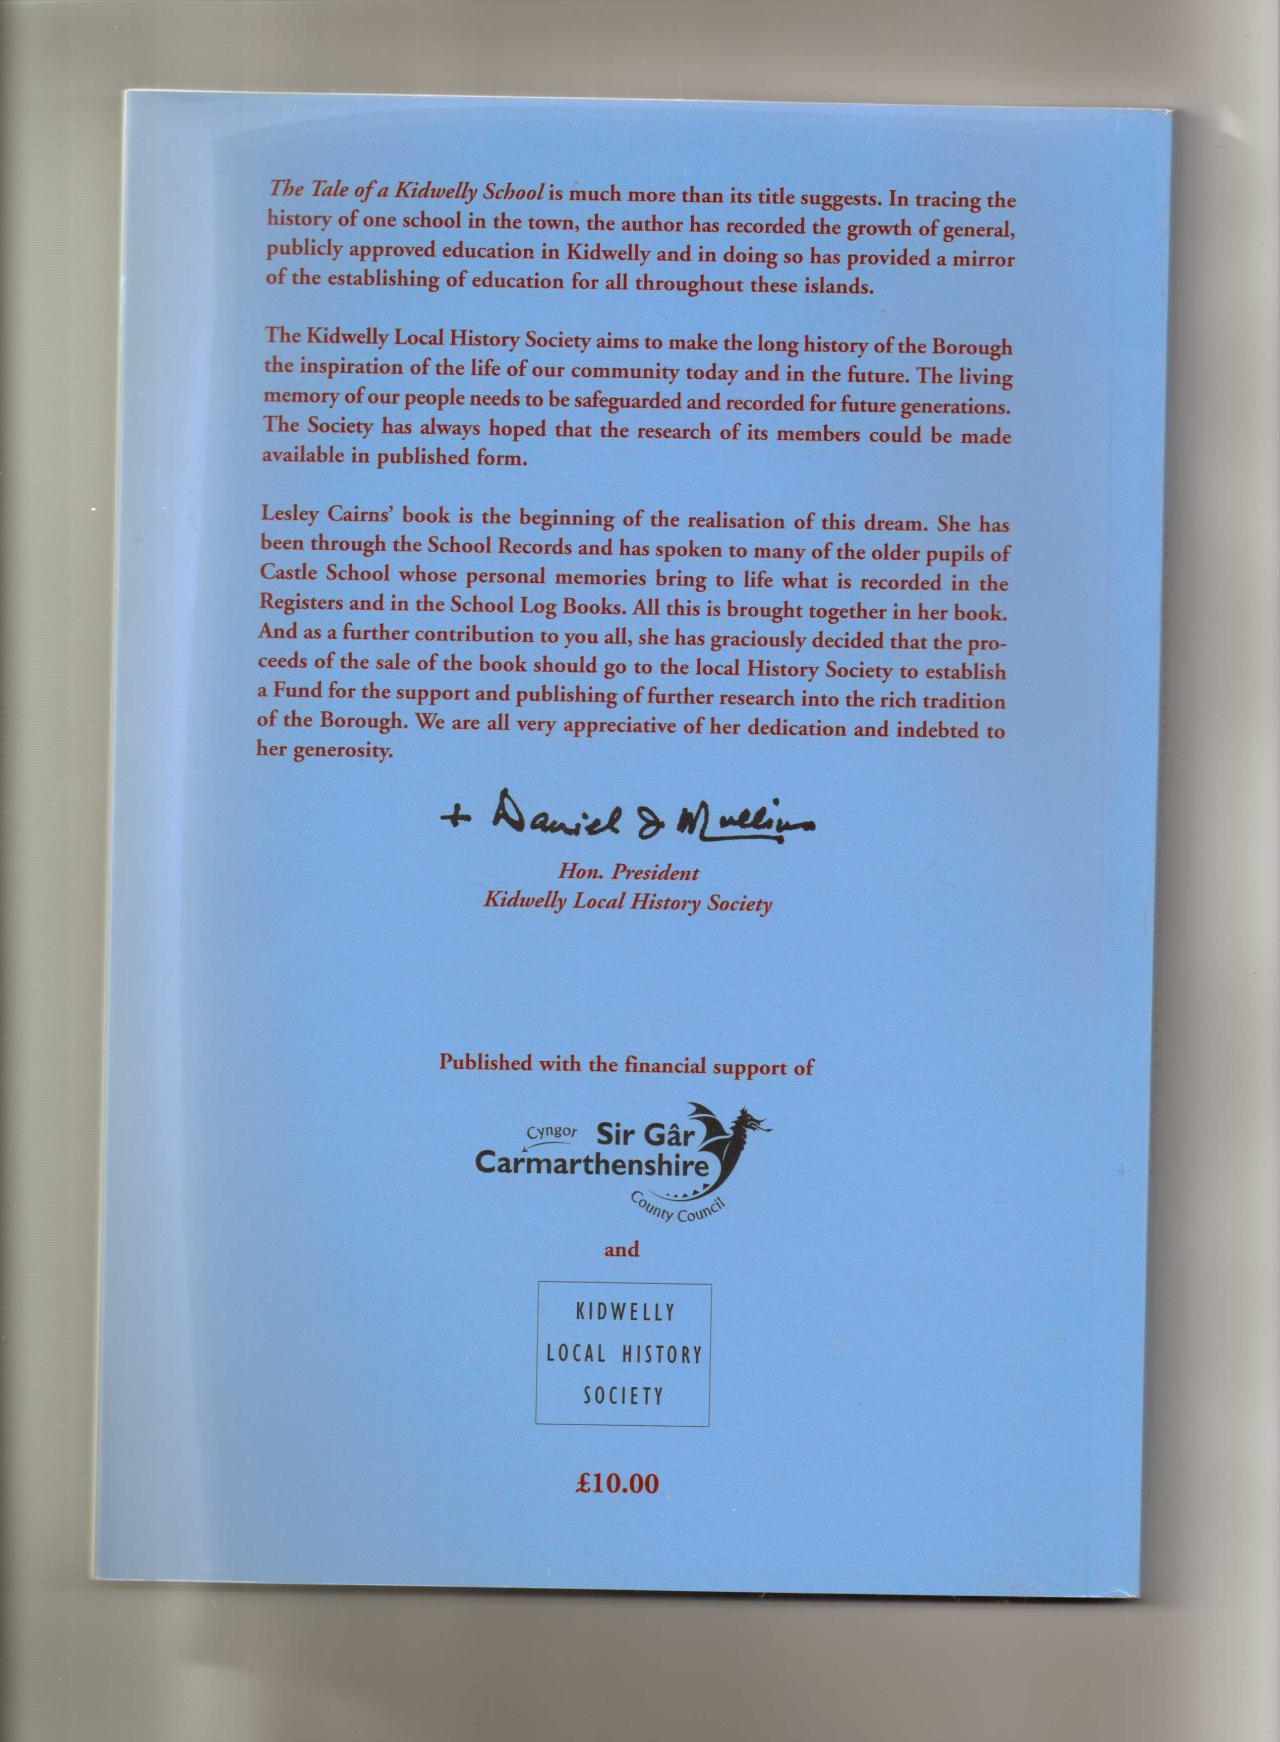 The Tale of a Kidwelly School is much more than its title suggests. In tracing the
history of one school in the town, the author has recorded the growth of general,
publicly approved education in Kidwelly and in doing so has provided a mirror
of the establishing of education for all throughout these islands.
The Kidwelly Local History Society aims to make the long history of the Borough
the inspiration of the life of our community today and in the future. The living
memory of our people needs to be safeguarded and recorded for future generations.
The Society has always hoped that the research of its members could be made
available in published form.
Lesley Cairns' book is the beginning of the realisation of this dream. She has
been through the School Records and has spoken to many of the older pupils of
Castle School whose personal memories bring to life what is recorded in the
Registers and in the School Log Books. All this is brought together in her book.
And as a further contribution to you all, she has graciously decided that the pro-
ceeds of the sale of the book should go to the local History Society to establish
a Fund for the support and publishing of further research into the rich tradition
of the Borough. We are all very appreciative of her dedication and indebted to
her generosity.
+ Daniel J Mullins
Hon. President
Kidwelly Local History Society
Published with the financial support of
Cyngor Sir Gâr
Carmarthenshire
County Council
and
KIDWELLY
LOCAL HISTORY
SOCIETY
£10.00